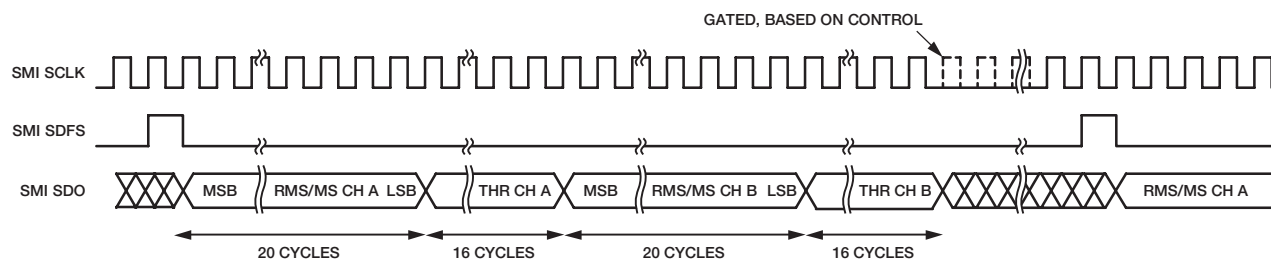 GATED, BASED ON CONTROL
SMI SCLK
SMI SDFS
SMI SDO
MSB RMS/MS CH A LSB THR CH A MSB RMS/MS CH B LSB THR CH B RMS/MS CH A
20 CYCLES 16 CYCLES 20 CYCLES 16 CYCLES